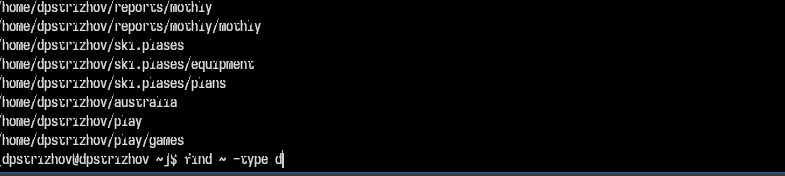 /home/dpstrizhov/reports/mothly
/home/dpstrizhov/reports/mothly/mothly
/home/dpstrizhov/ski.plases
/home/dpstrizhov/ski.plases/equipment
/home/dpstrizhov/ski.plases/plans
/home/dpstrizhov/australia
/home/dpstrizhov/play
/home/dpstrizhov/play/games
[dpstrizhov@dpstrizhov ~]$ find ~ -type d